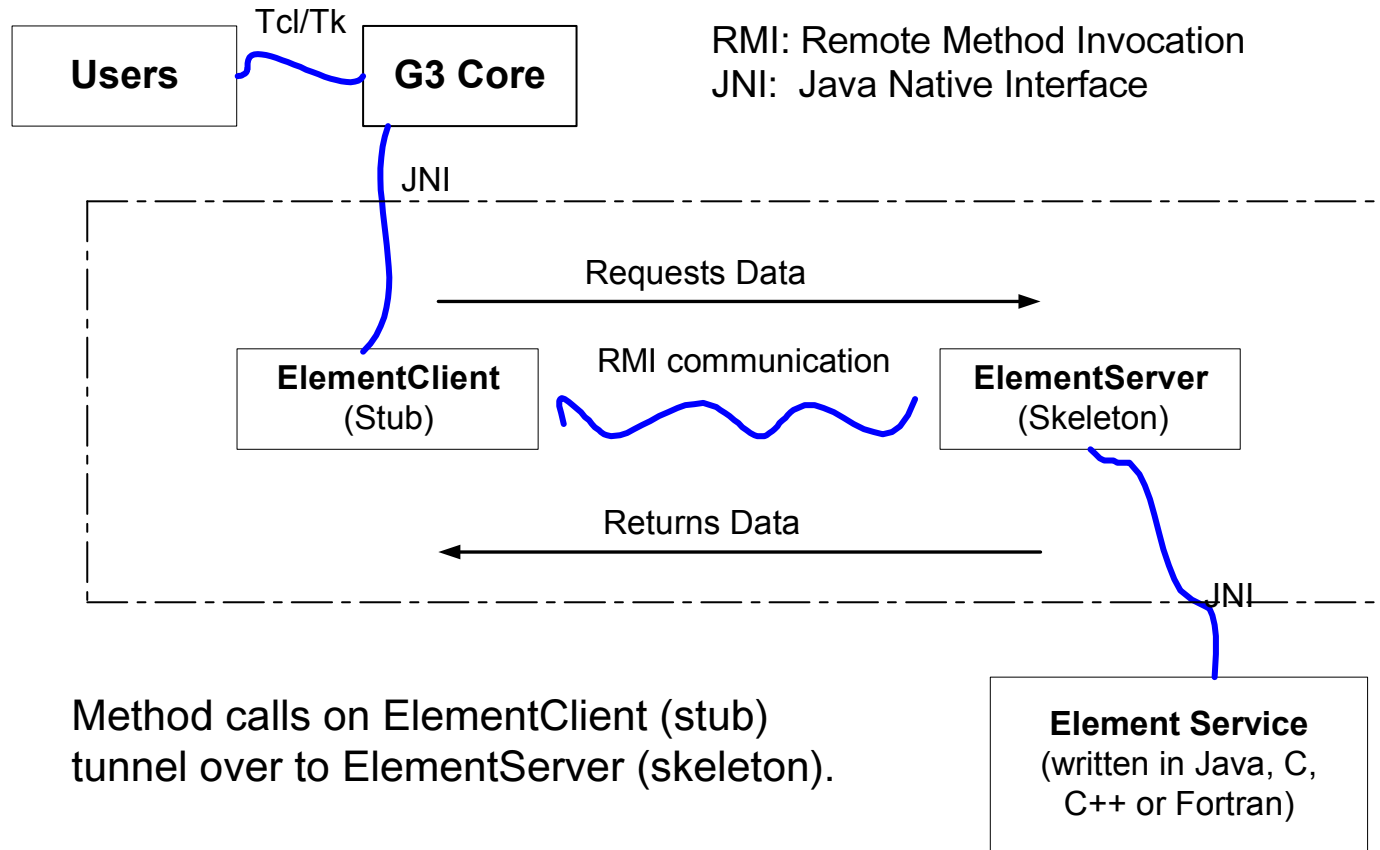 Tcl/Tk
Users
G3 Core
RMI: Remote Method Invocation
JNI: Java Native Interface
JNI
Requests Data
ElementClient
(Stub)
RMI communication
ElementServer
(Skeleton)
Returns Data
JNI
Method calls on ElementClient (stub)
tunnel over to ElementServer (skeleton).
Element Service
(written in Java, C,
C++ or Fortran)